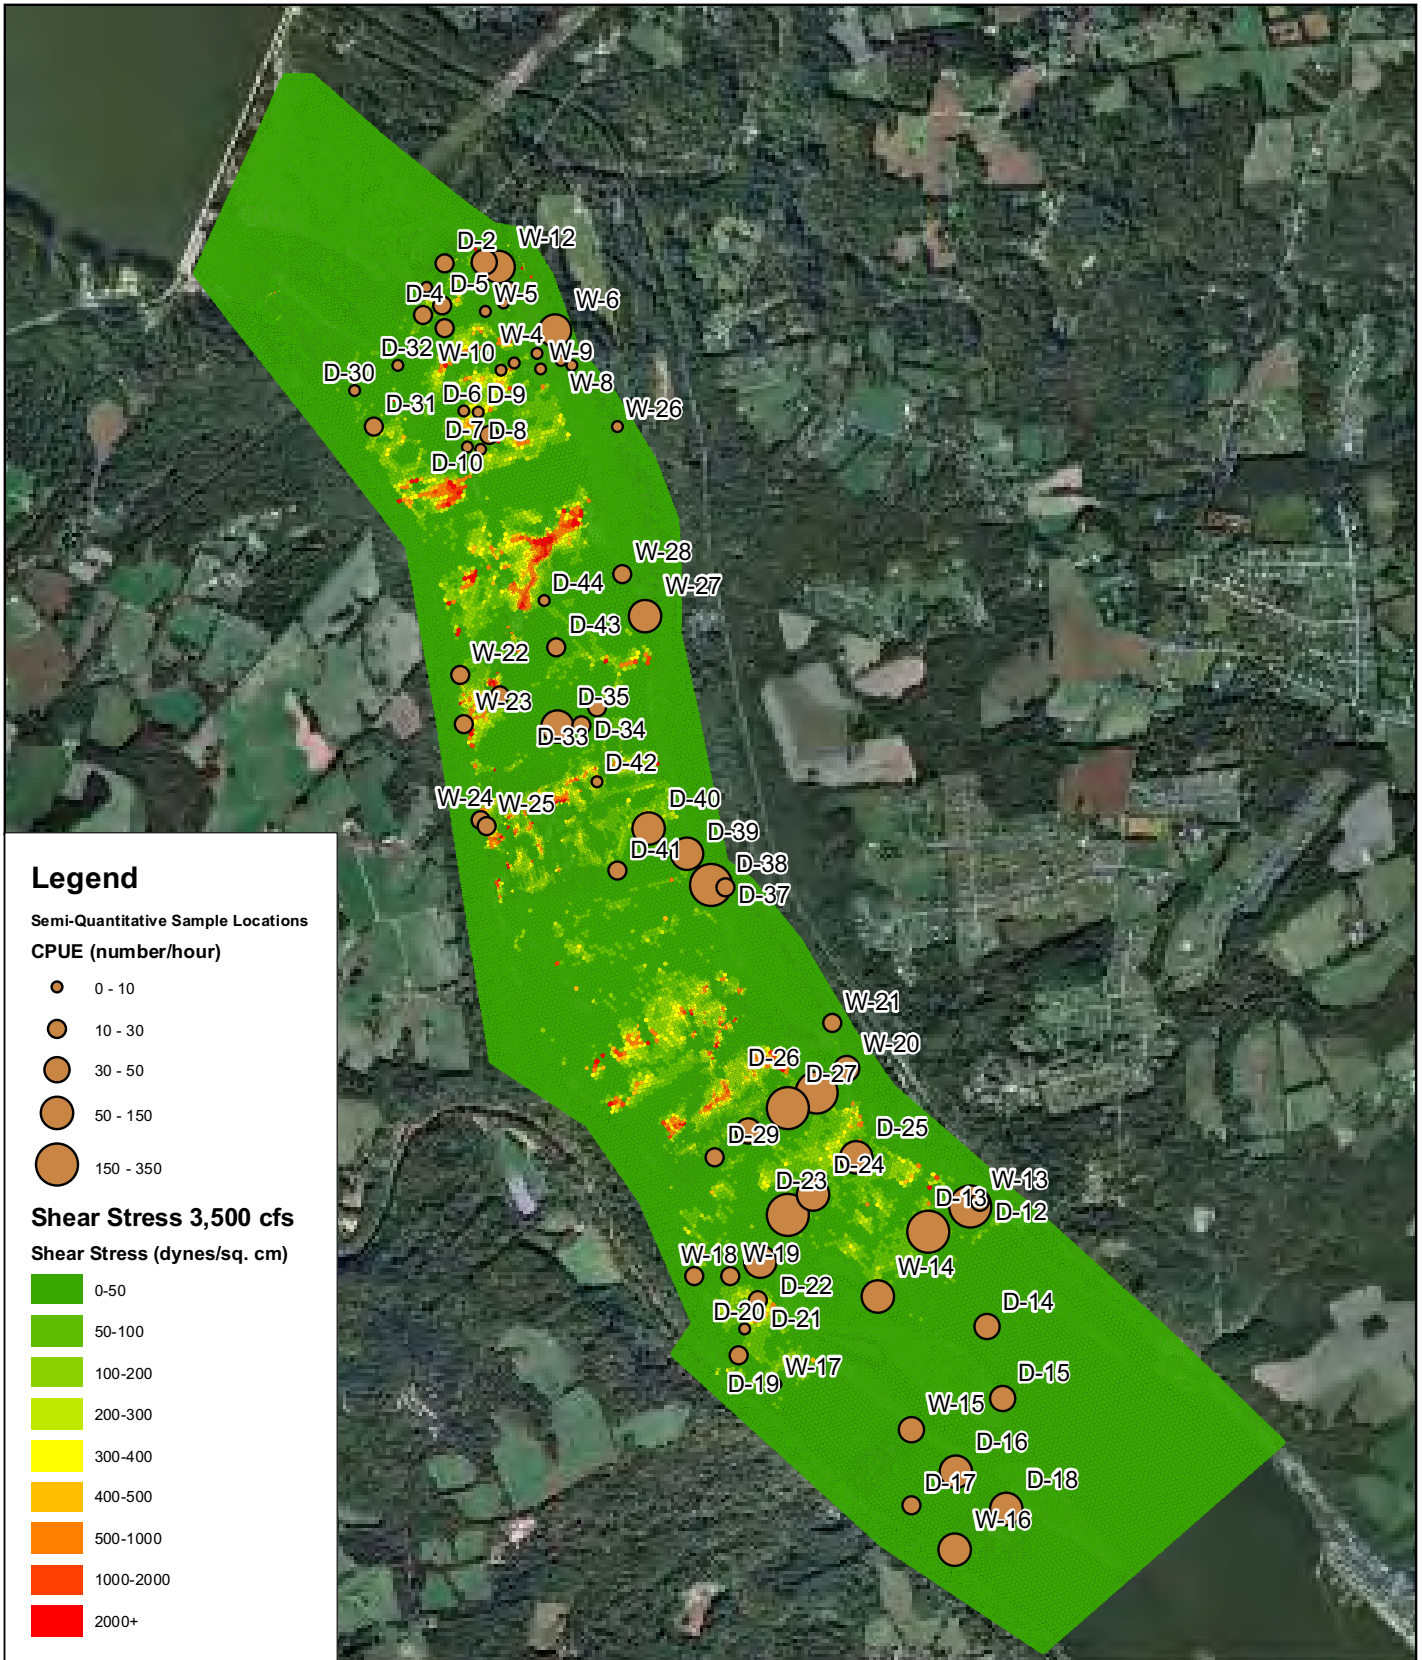 D-2
W-12
D-5
D-4
W-5
W-6
W-4
D-32
W-10
W-9
D-30
W-8
D-6
D-9
D-31
W-26
D-7
D-8
D-10
W-28
D-44
W-27
D-43
W-22
D-35
W-23
D-34
D-33
D-42
W-24
D-40
W-25
D-39
D-41
D-38
D-37
W-21
W-20
D-26
D-27
D-25
D-29
D-24
D-23
W-13
D-13
D-12
W-19
W-18
W-14
D-22
D-20
D-21
D-14
W-17
D-19
D-15
W-15
D-16
D-17
D-18
W-16
Legend
Semi-Quantitative Sample Locations
CPUE (number/hour)
0 - 10
10 - 30
30 - 50
50 - 150
150 - 350
Shear Stress 3,500 cfs
Shear Stress (dynes/sq. cm)
0-50
50-100
100-200
200-300
300-400
400-500
500-1000
1000-2000
2000+